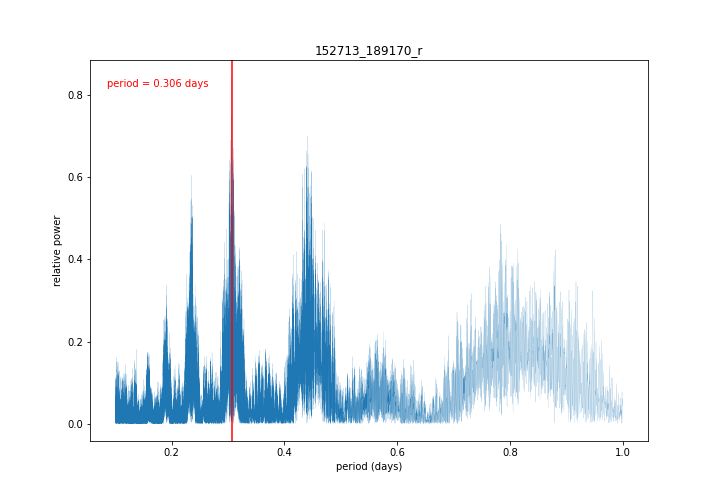 152713_189170_r
period = 0.306 days
relative power
0.8
0.6
0.4
0.2
0.0
0.2 0.4 0.6 0.8 1.0
period (days)